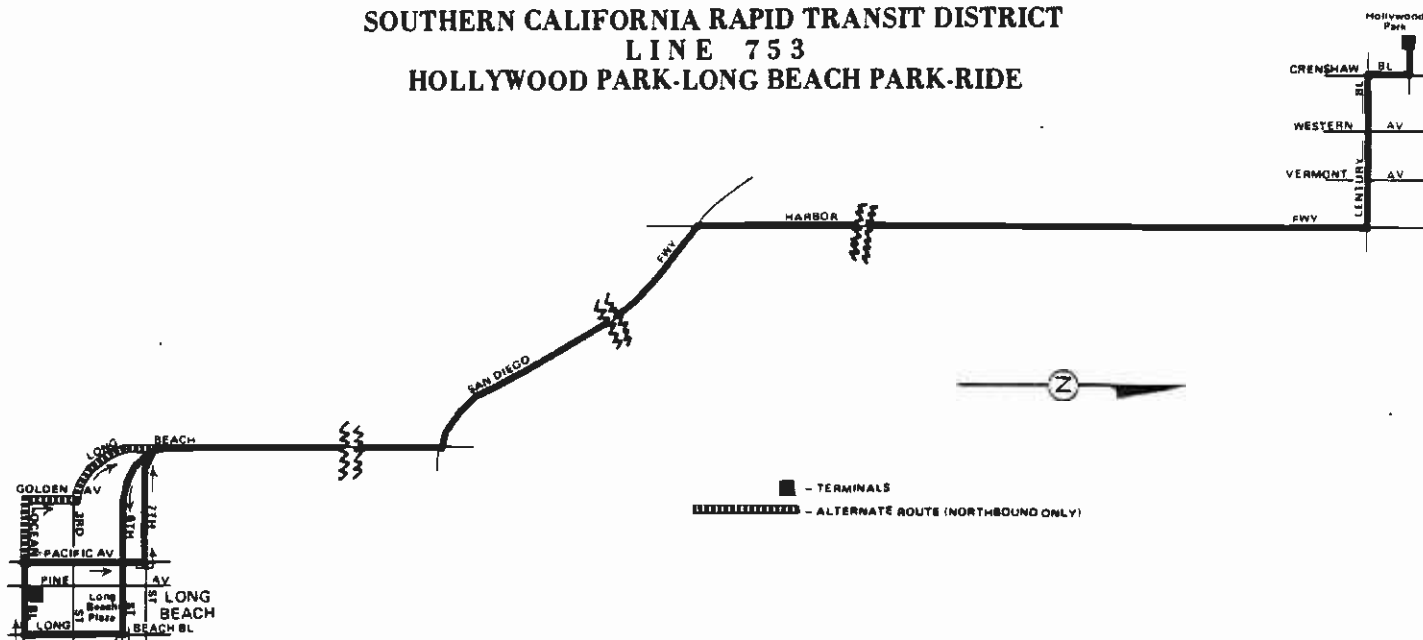 SOUTHERN CALIFORNIA RAPID TRANSIT DISTRICT
LINE 753
HOLLYWOOD PARK-LONG BEACH PARK-RIDE
Hollywood
Park
CRENSHAW BL
BL
WESTERN AV
VERMONT AV
CENTURY
HARBOR FWY
FWY
SAN DIEGO
Z
LONG BEACH
GOLDEN AV
- TERMINALS
- ALTERNATE ROUTE (NORTHBOUND ONLY)
OCEAN
3RD
6TH
7TH
PACIFIC AV
PINE AV
BL
ST
ST
ST
Long
Beach
Plaza
LONG
BEACH
LONG BEACH BL